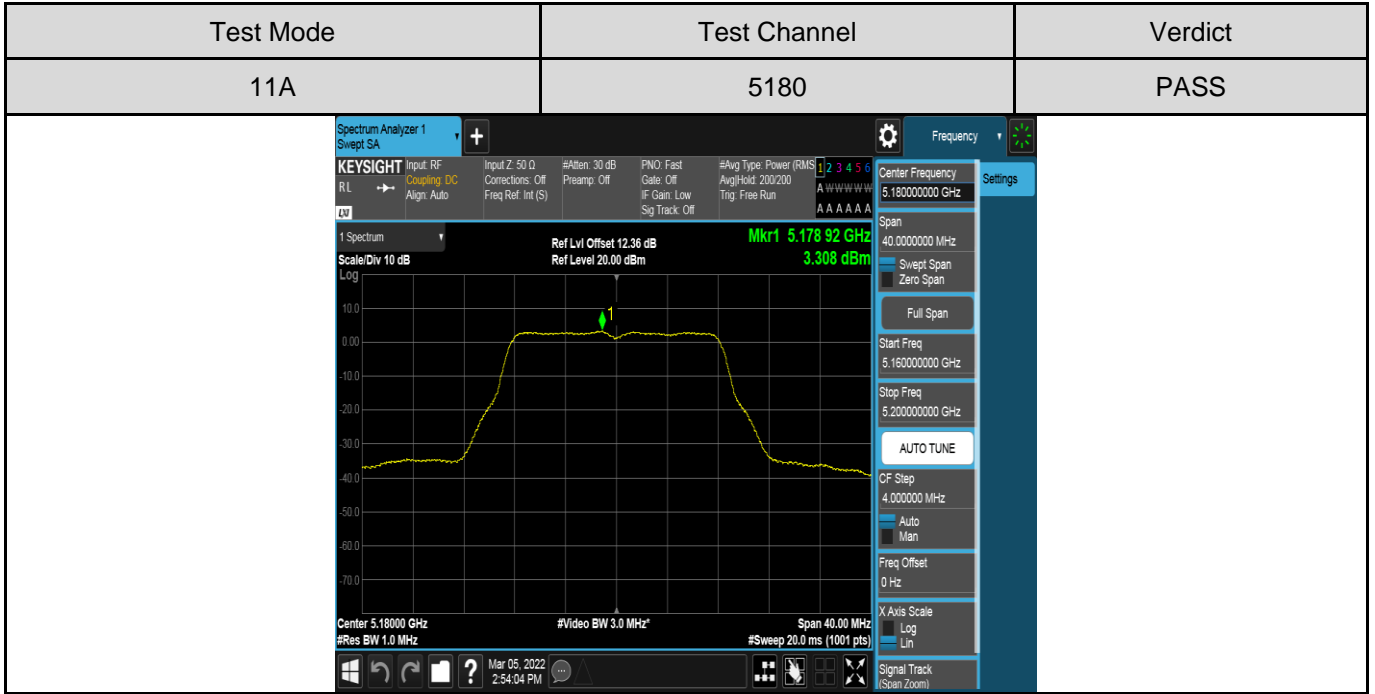 Test Mode Test Channel Verdict
11A 5180 PASS
Spectrum Analyzer 1
Swept SA
+
Frequency
KEYSIGHT Input: RF Input Z: 50 Ω #Atten: 30 dB PNO: Fast #Avg Type: Power (RMS 1 2 3 4 5 6
RL Coupling: DC Corrections: Off Preamp: Off Gate: Off Avg|Hold: 200/200 A W W W W W
Align: Auto Freq Ref: Int (S) IF Gain: Low Trig: Free Run
LXI Sig Track: Off A A A A A A
1 Spectrum Ref Lvl Offset 12.36 dB Mkr1 5.178 92 GHz
Scale/Div 10 dB Ref Level 20.00 dBm 3.308 dBm
Log
10.0
1
0.00
-10.0
-20.0
-30.0
-40.0
-50.0
-60.0
-70.0
Center 5.18000 GHz #Video BW 3.0 MHz* Span 40.00 MHz
#Res BW 1.0 MHz #Sweep 20.0 ms (1001 pts)
? Mar 05, 2022
2:54:04 PM
Center Frequency
5.180000000 GHz
Settings
Span
40.0000000 MHz
Swept Span
Zero Span
Full Span
Start Freq
5.160000000 GHz
Stop Freq
5.200000000 GHz
AUTO TUNE
CF Step
4.000000 MHz
Auto
Man
Freq Offset
0 Hz
X Axis Scale
Log
Lin
Signal Track
(Span Zoom)